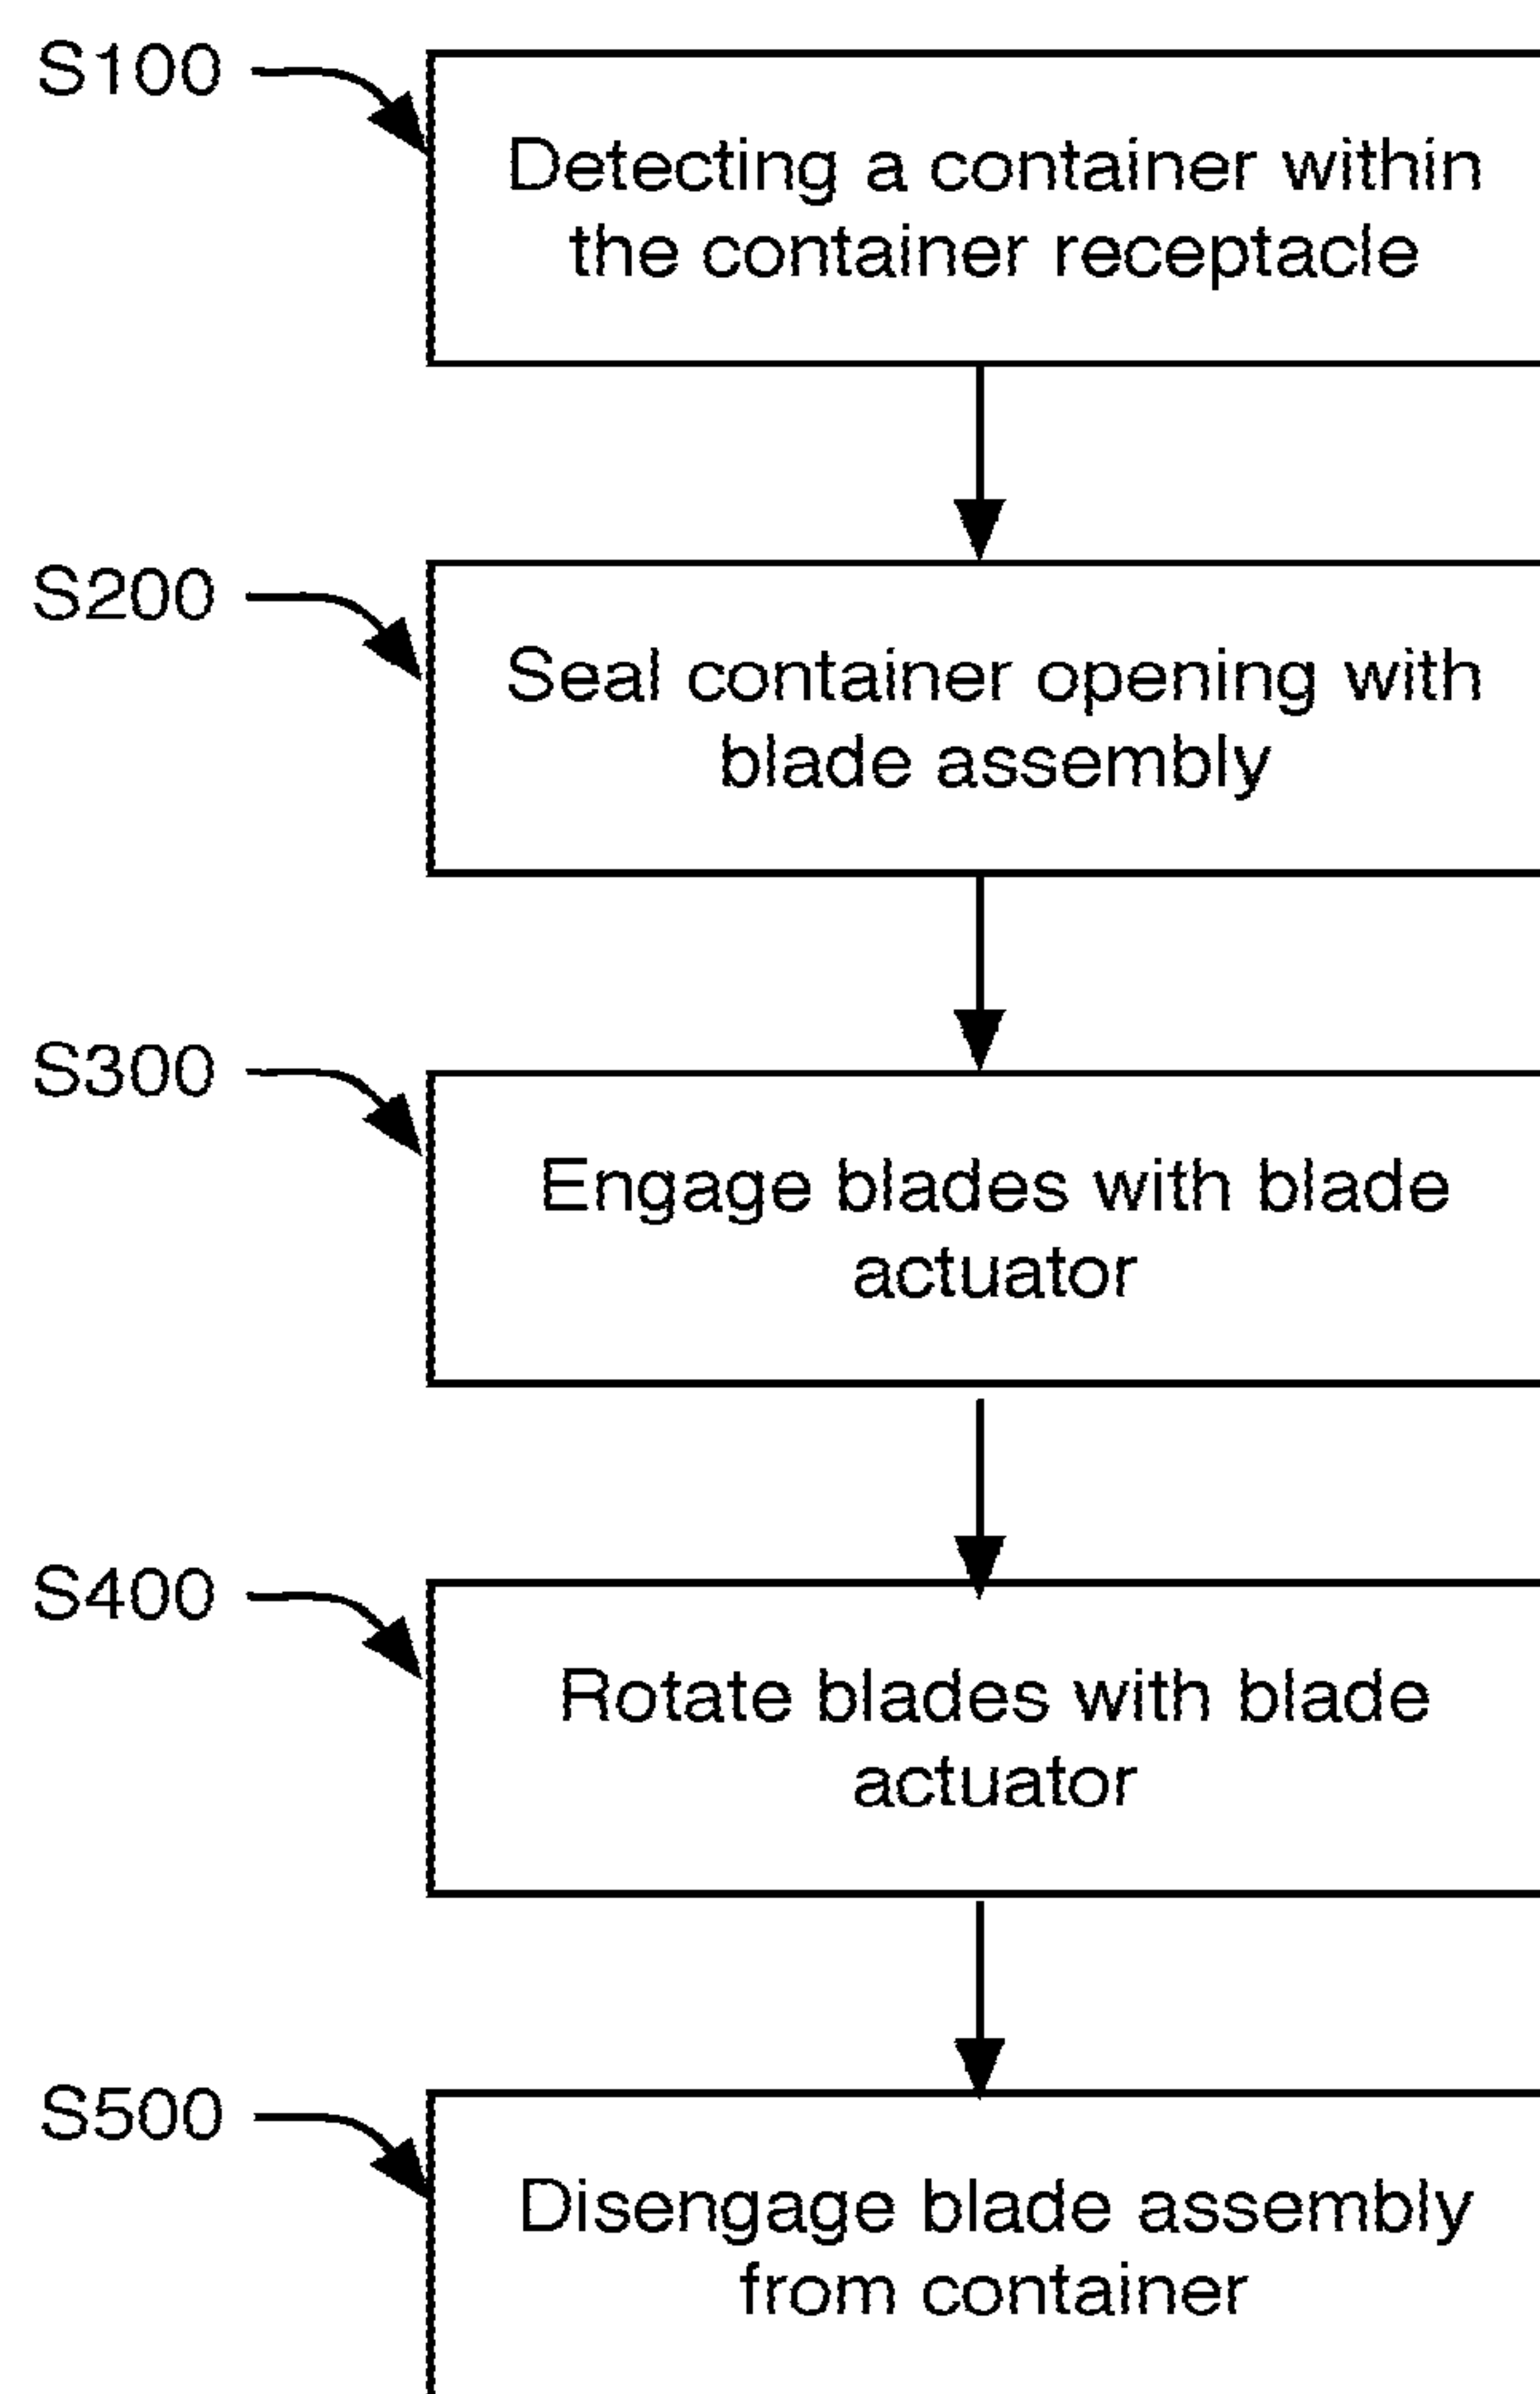 S100
Detecting a container within
the container receptacle
S200
Seal container opening with
blade assembly
S300
Engage blades with blade
actuator
S400
Rotate blades with blade
actuator
S500
Disengage blade assembly
from container